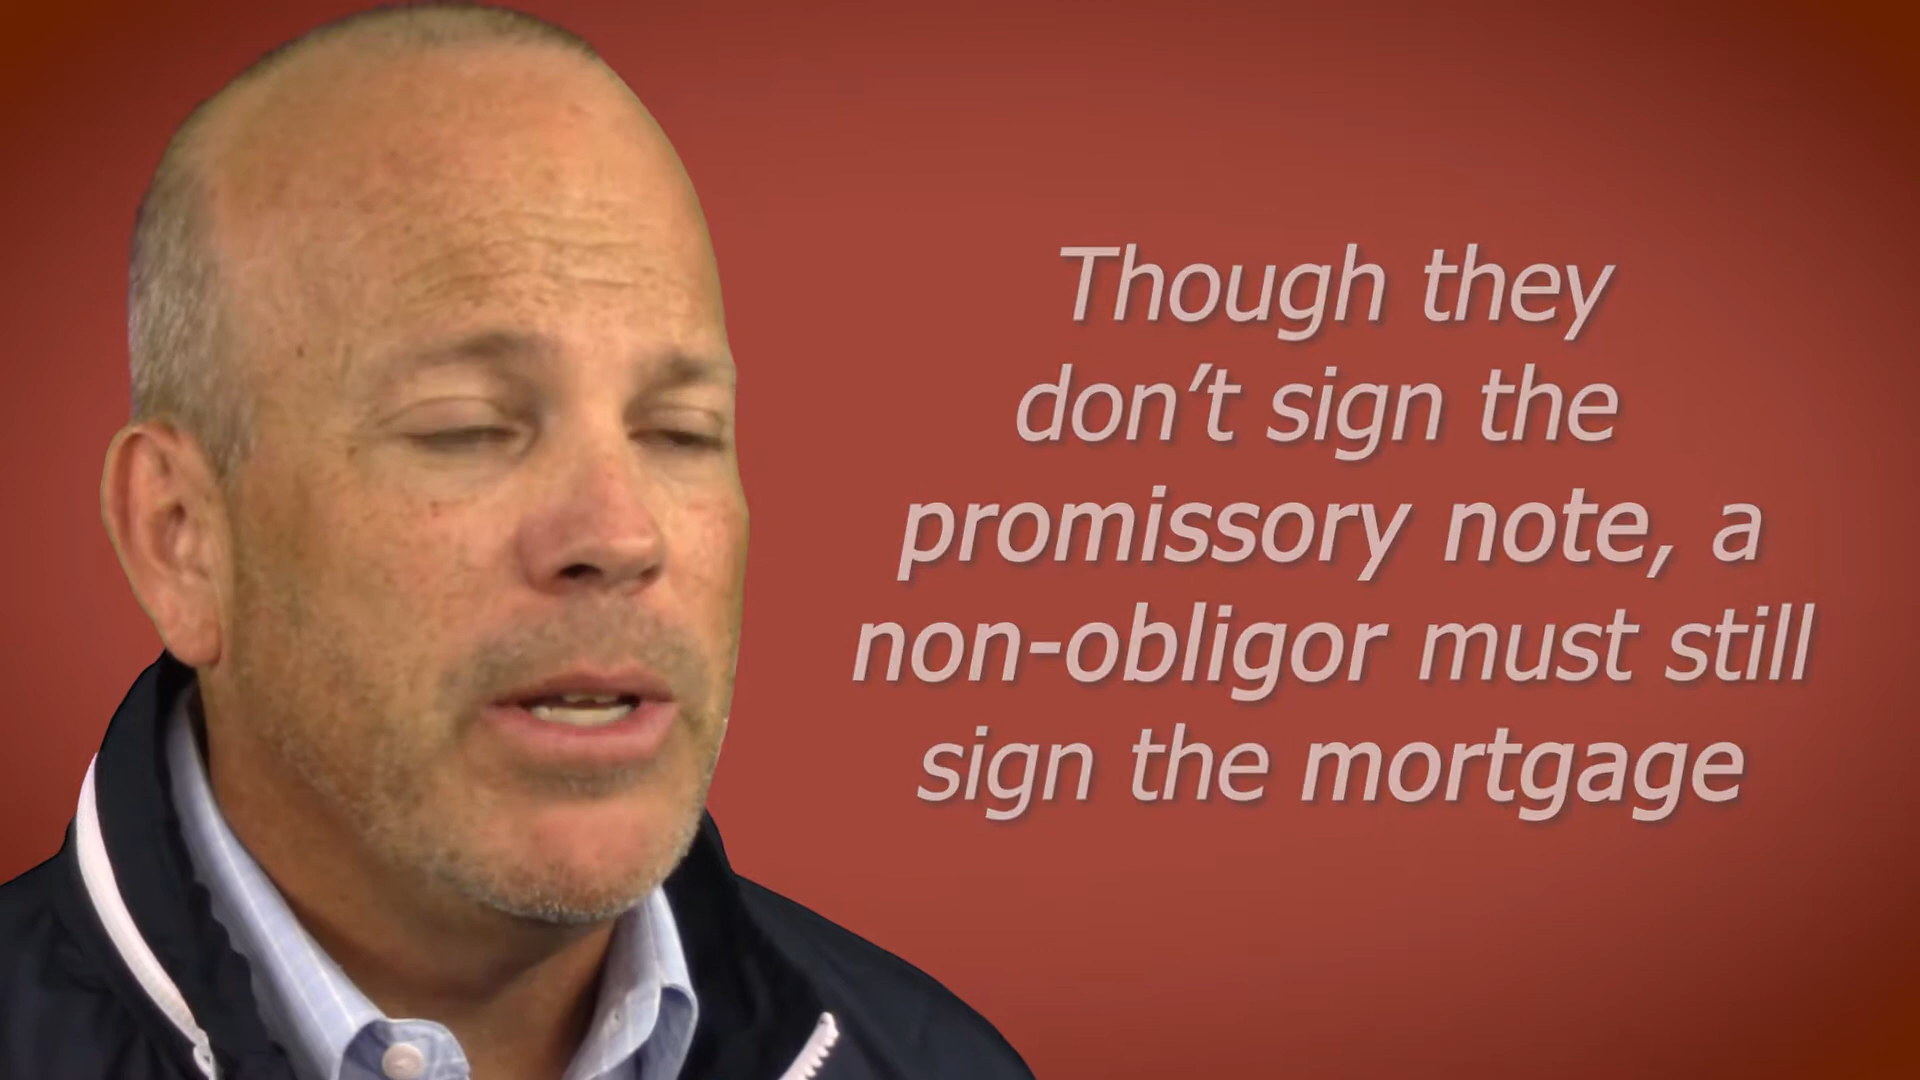 Though they
don’t sign the
promissory note, a
non-obligor must still
sign the mortgage